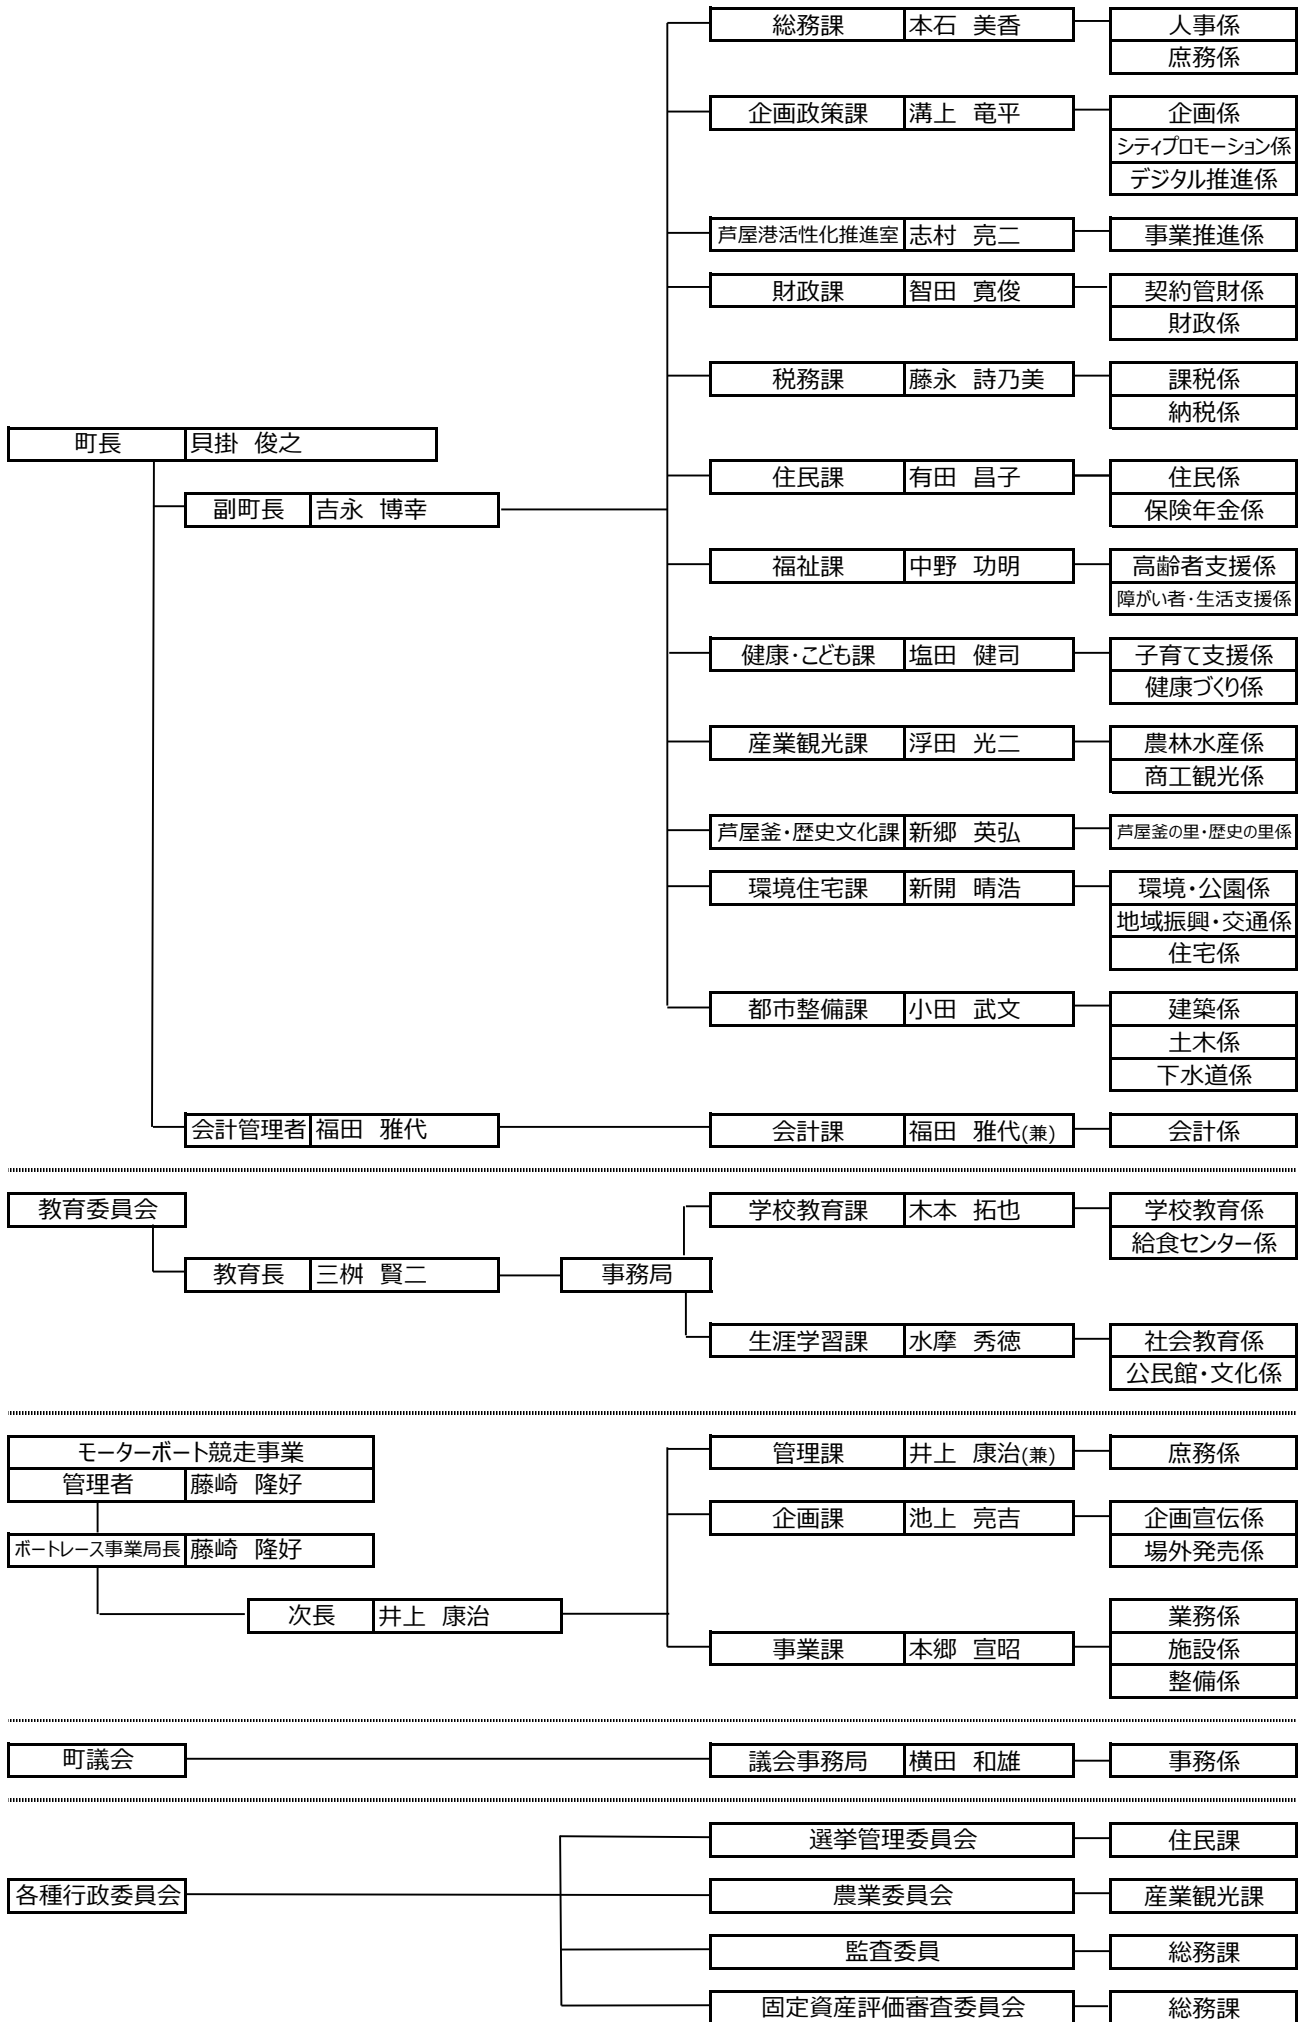 総務課 本石 美香 人事係
庶務係
企画政策課 溝上 竜平 企画係
シティプロモーション係
デジタル推進係
芦屋港活性化推進室 志村 亮二 事業推進係
財政課 智田 寛俊 契約管財係
財政係
税務課 藤永 詩乃美 課税係
納税係
町長 貝掛 俊之
住民課 有田 昌子 住民係
副町長 吉永 博幸
保険年金係
福祉課 中野 功明 高齢者支援係
障がい者・生活支援係
健康・こども課 塩田 健司 子育て支援係
健康づくり係
産業観光課 浮田 光二 農林水産係
商工観光係
芦屋釜・歴史文化課 新郷 英弘 芦屋釜の里・歴史の里係
環境住宅課 新開 晴浩 環境・公園係
地域振興・交通係
住宅係
都市整備課 小田 武文 建築係
土木係
下水道係
会計管理者 福田 雅代 会計課 福田 雅代(兼) 会計係
教育委員会 学校教育課 木本 拓也 学校教育係
給食センター係
教育長 三桝 賢二 事務局
生涯学習課 水摩 秀徳 社会教育係
公民館・文化係
モーターボート競走事業 管理課 井上 康治(兼) 庶務係
管理者 藤崎 隆好
企画課 池上 亮吉 企画宣伝係
ボートレース事業局長 藤崎 隆好 場外発売係
次長 井上 康治 業務係
事業課 本郷 宣昭 施設係
整備係
町議会 議会事務局 横田 和雄 事務係
選挙管理委員会 住民課
各種行政委員会 農業委員会 産業観光課
監査委員 総務課
固定資産評価審査委員会 総務課